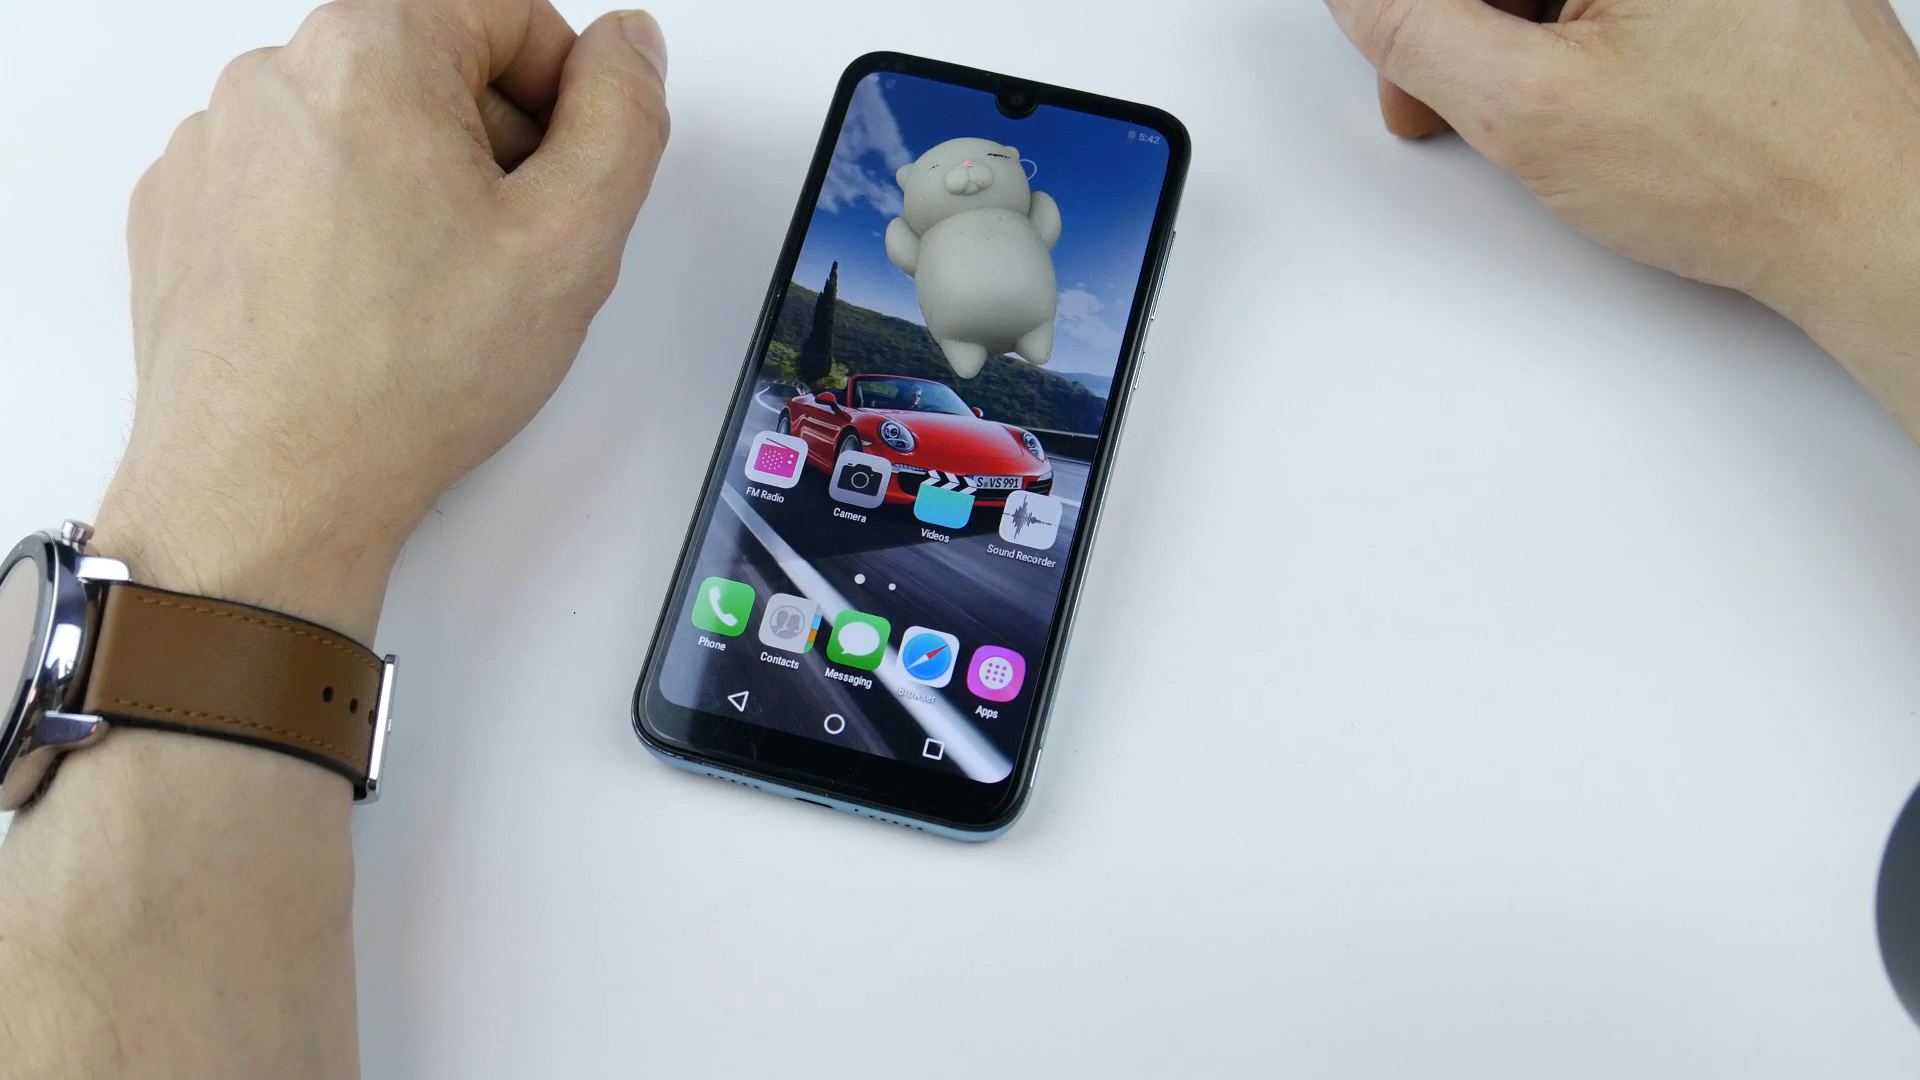 5:42
S VS 991
FM Radio
Camera
Videos
Sound Recorder
Phone
Contacts
Messaging
Browser
Apps